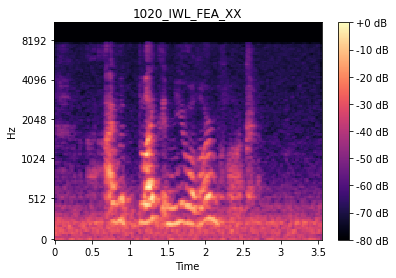 1020_IWL_FEA_XX
+0 dB
8192
-10 dB
4096
-20 dB
-30 dB
2048
Hz
-40 dB
1024
-50 dB
512
-60 dB
-70 dB
0
-80 dB
0 0.5 1 1.5 2 2.5 3 3.5
Time